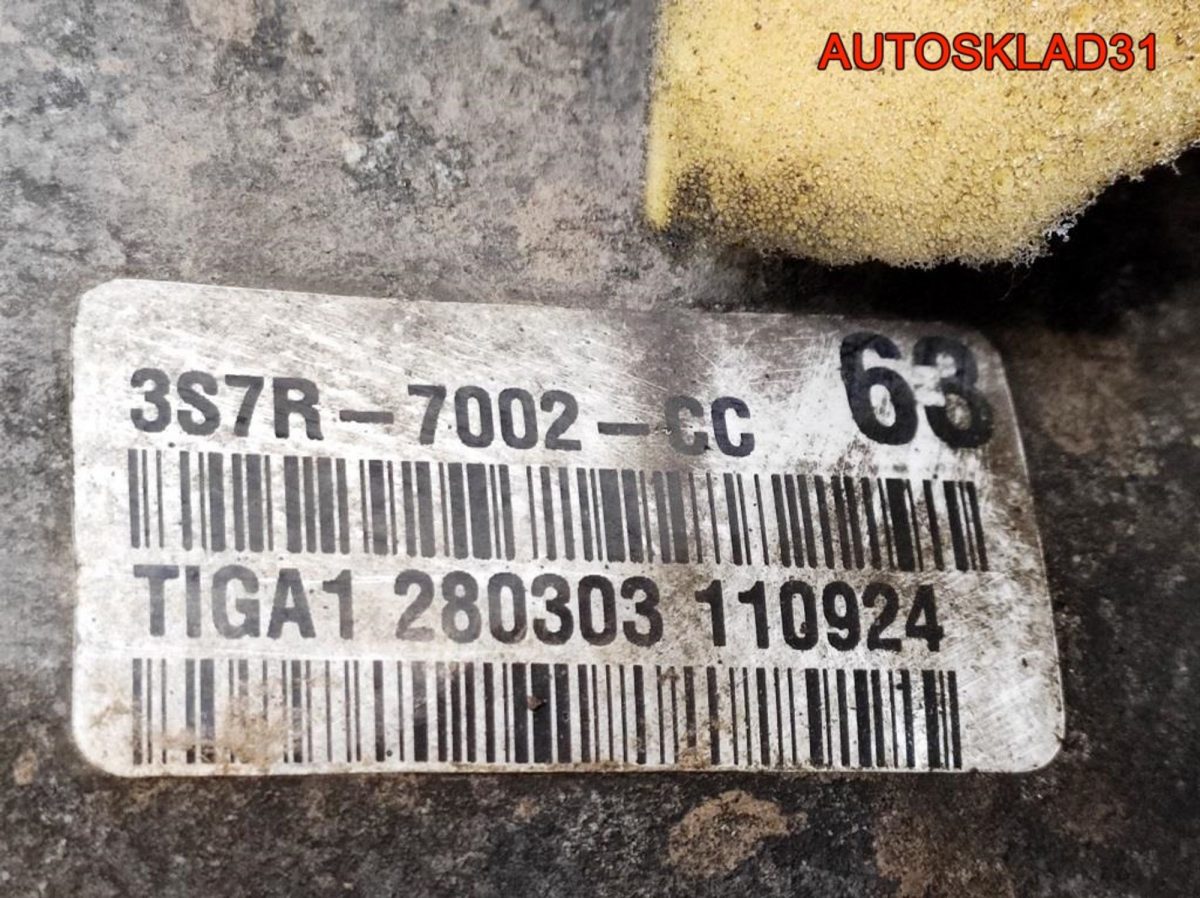 AUTOSKLAD31
63
3S7R-7002-CC
TIGA1 280303 110924